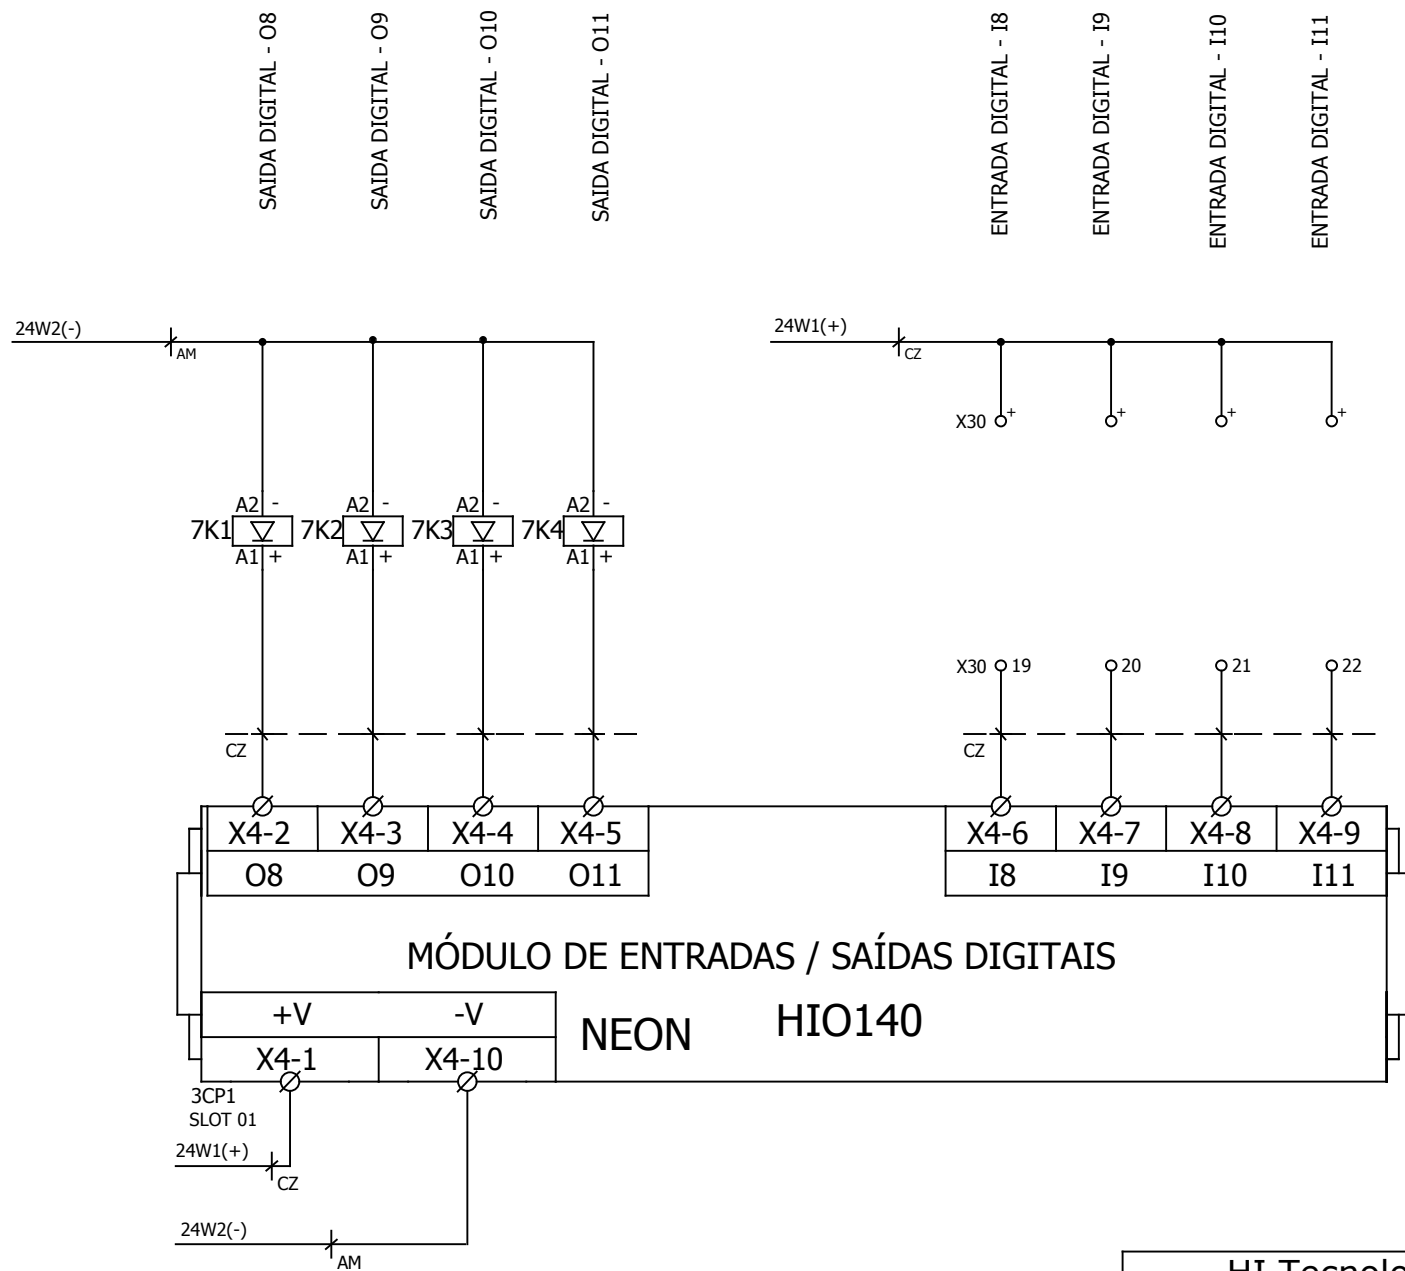 SAIDA DIGITAL - O8
SAIDA DIGITAL - O9
SAIDA DIGITAL - O10
SAIDA DIGITAL - O11
ENTRADA DIGITAL - I8
ENTRADA DIGITAL - I9
ENTRADA DIGITAL - I10
ENTRADA DIGITAL - I11
24W2(-)
AM
24W1(+)
CZ
X30 + + + +
A2 - A2 - A2 - A2 -
7K1 7K2 7K3 7K4
A1 + A1 + A1 + A1 +
X30 19 20 21 22
CZ CZ
X4-2 X4-3 X4-4 X4-5 X4-6 X4-7 X4-8 X4-9
O8 O9 O10 O11 I8 I9 I10 I11
MÓDULO DE ENTRADAS / SAÍDAS DIGITAIS
+V -V
NEON HIO140
X4-1 X4-10
3CP1
SLOT 01
24W1(+)
CZ
24W2(-)
AM